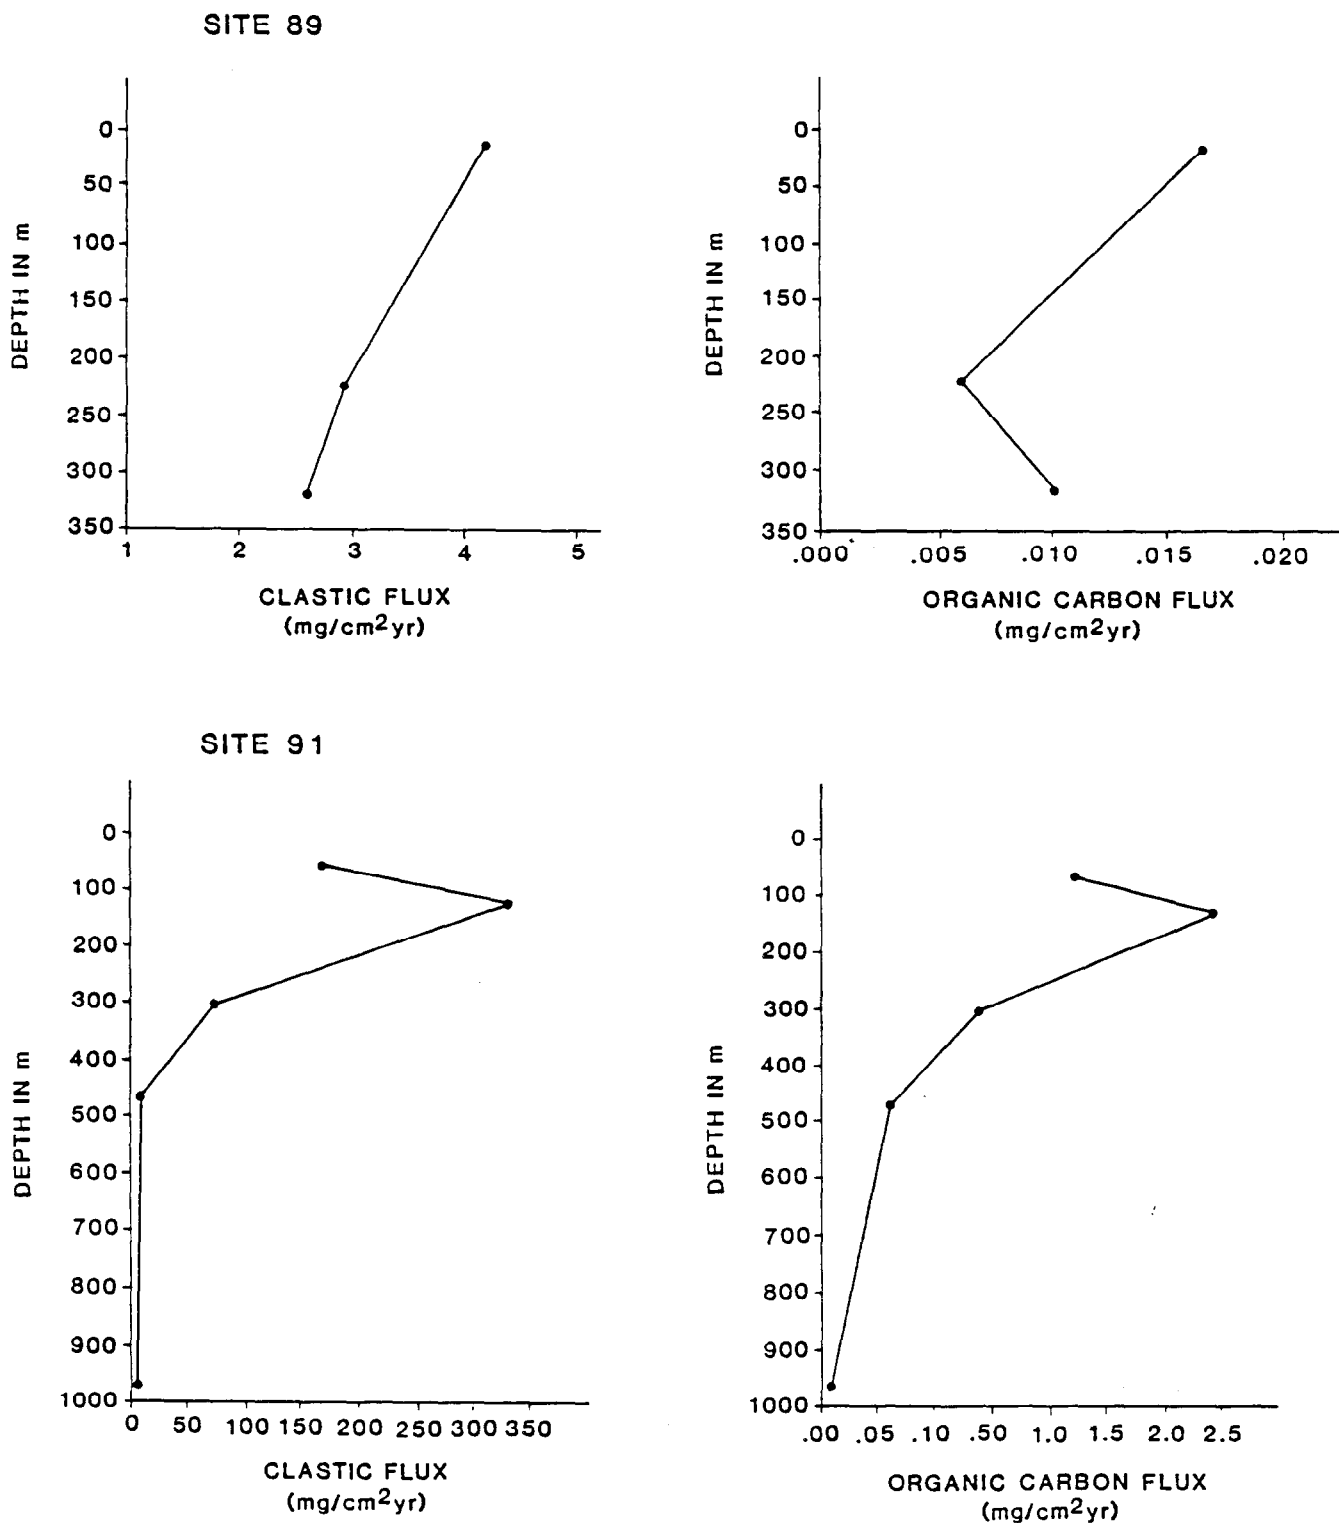 SITE 89
0
50
100
150
200
250
300
350
DEPTH IN m
1 2 3 4 5
CLASTIC FLUX
(mg/cm2yr)
0
50
100
150
200
250
300
350
DEPTH IN m
.000 .005 .010 .015 .020
ORGANIC CARBON FLUX
(mg/cm2yr)
SITE 91
0
100
200
300
400
500
600
700
800
900
1000
DEPTH IN m
0 50 100 150 200 250 300 350
CLASTIC FLUX
(mg/cm2yr)
0
100
200
300
400
500
600
700
800
900
1000
DEPTH IN m
.00 .05 .10 .50 1.0 1.5 2.0 2.5
ORGANIC CARBON FLUX
(mg/cm2yr)